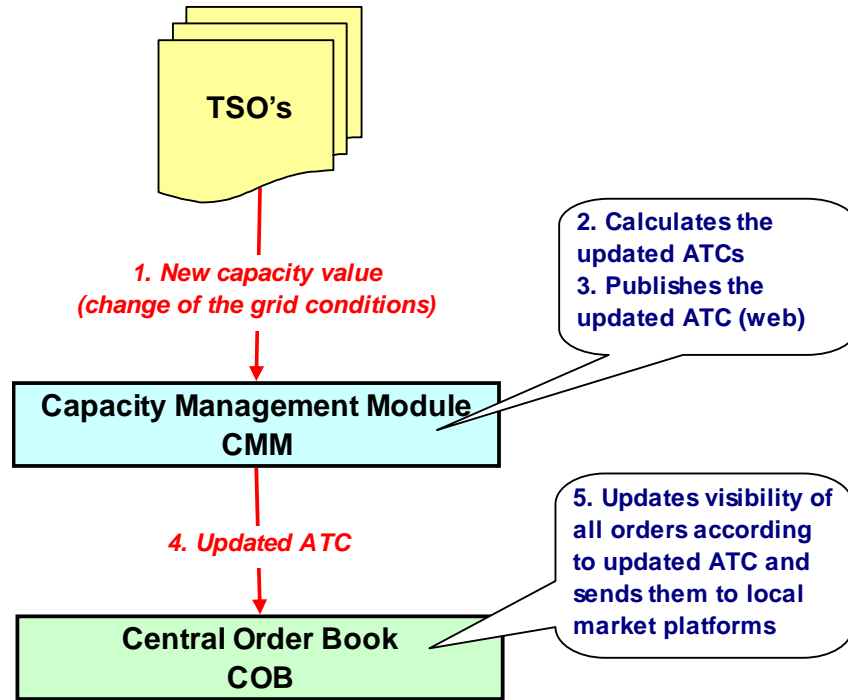 TSO’s
1. New capacity value
(change of the grid conditions)
2. Calculates the
updated ATCs
3. Publishes the
updated ATC (web)
Capacity Management Module
CMM
4. Updated ATC
5. Updates visibility of
all orders according
to updated ATC and
sends them to local
market platforms
Central Order Book
COB